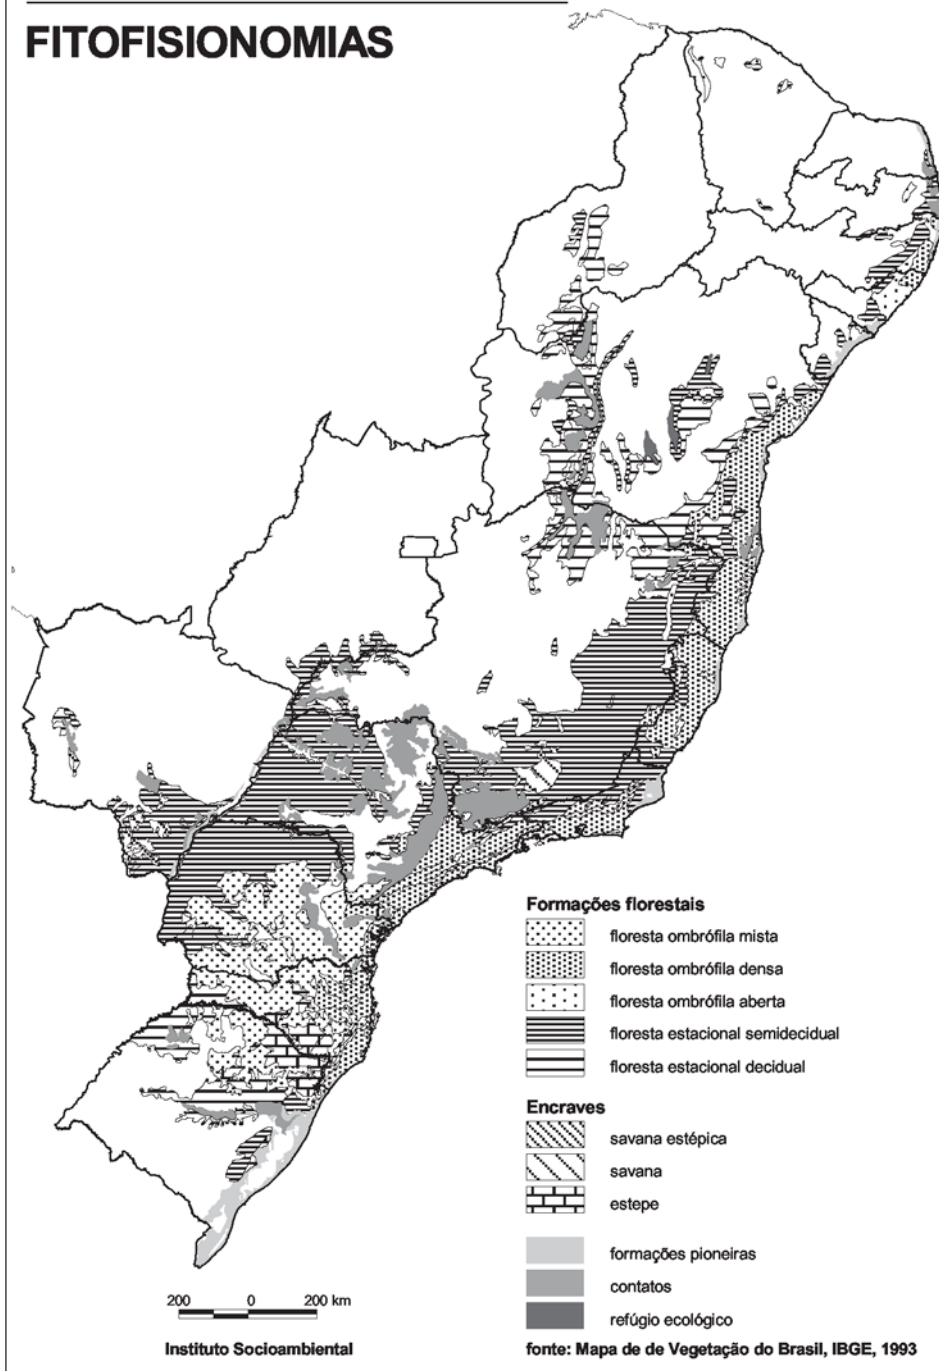 FITOFISIONOMIAS
Formações florestais
floresta ombrófila mista
floresta ombrófila densa
floresta ombrófila aberta
floresta estacional semidecidual
floresta estacional decidual
Encraves
savana estépica
savana
estepe
formações pioneiras
contatos
refúgio ecológico
200 0 200 km
Instituto Socioambiental
fonte: Mapa de de Vegetação do Brasil, IBGE, 1993